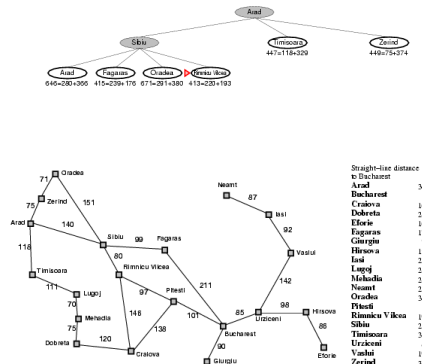 Arad
Sibiu
Timisoara
Zerind
447=118+329
449=75+374
Arad
Fagaras
Oradea
Rimnicu Vilcea
646=280+366
415=239+176
671=291+380
413=220+193
Straight-line distance
to Bucharest
Arad
Bucharest
Craiova
Dobreta
Eforie
Fagaras
Giurgiu
Hirsova
Iasi
Lugoj
Mehadia
Neamt
Oradea
Pitesti
Rimnicu Vilcea
Sibiu
Timisoara
Urziceni
Vaslui
Zerind
Oradea
71
Zerind
151
75
Arad
140
118
Sibiu
99
Fagaras
80
Timisoara
Rimnicu Vilcea
111
Lugoj
97
Pitesti
211
70
Mehadia
146
101
75
138
Dobreta
120
Craiova
Bucharest
90
Giurgiu
Neamt
87
Iasi
92
Vaslui
142
85
Urziceni
98
Hirsova
86
Eforie